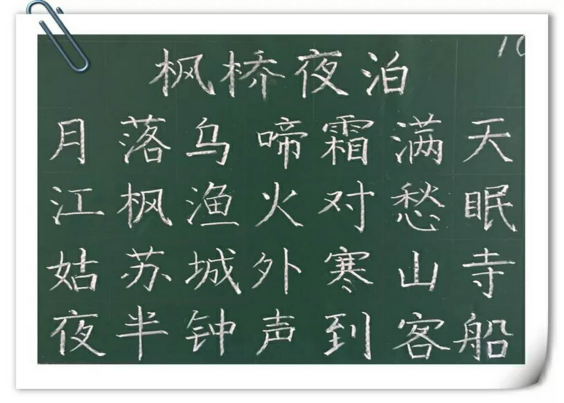 枫桥夜泊
月落乌啼霜满天
江枫渔火对愁眠
姑苏城外寒山寺
夜半钟声到客船